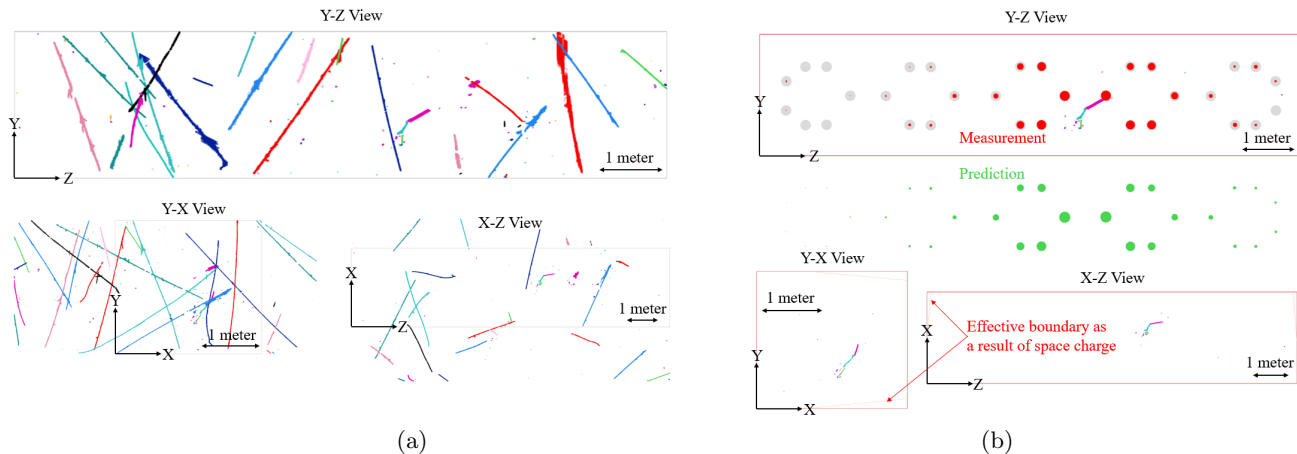 Y-Z View
Y
Z
1 meter
Y-X View
Y
X
1 meter
X-Z View
X
Z
1 meter
(a)
Y-Z View
Y
Z
Measurement
1 meter
Prediction
Y-X View
1 meter
Y
X
Effective boundary as
a result of space charge
X-Z View
X
Z
1 meter
(b)